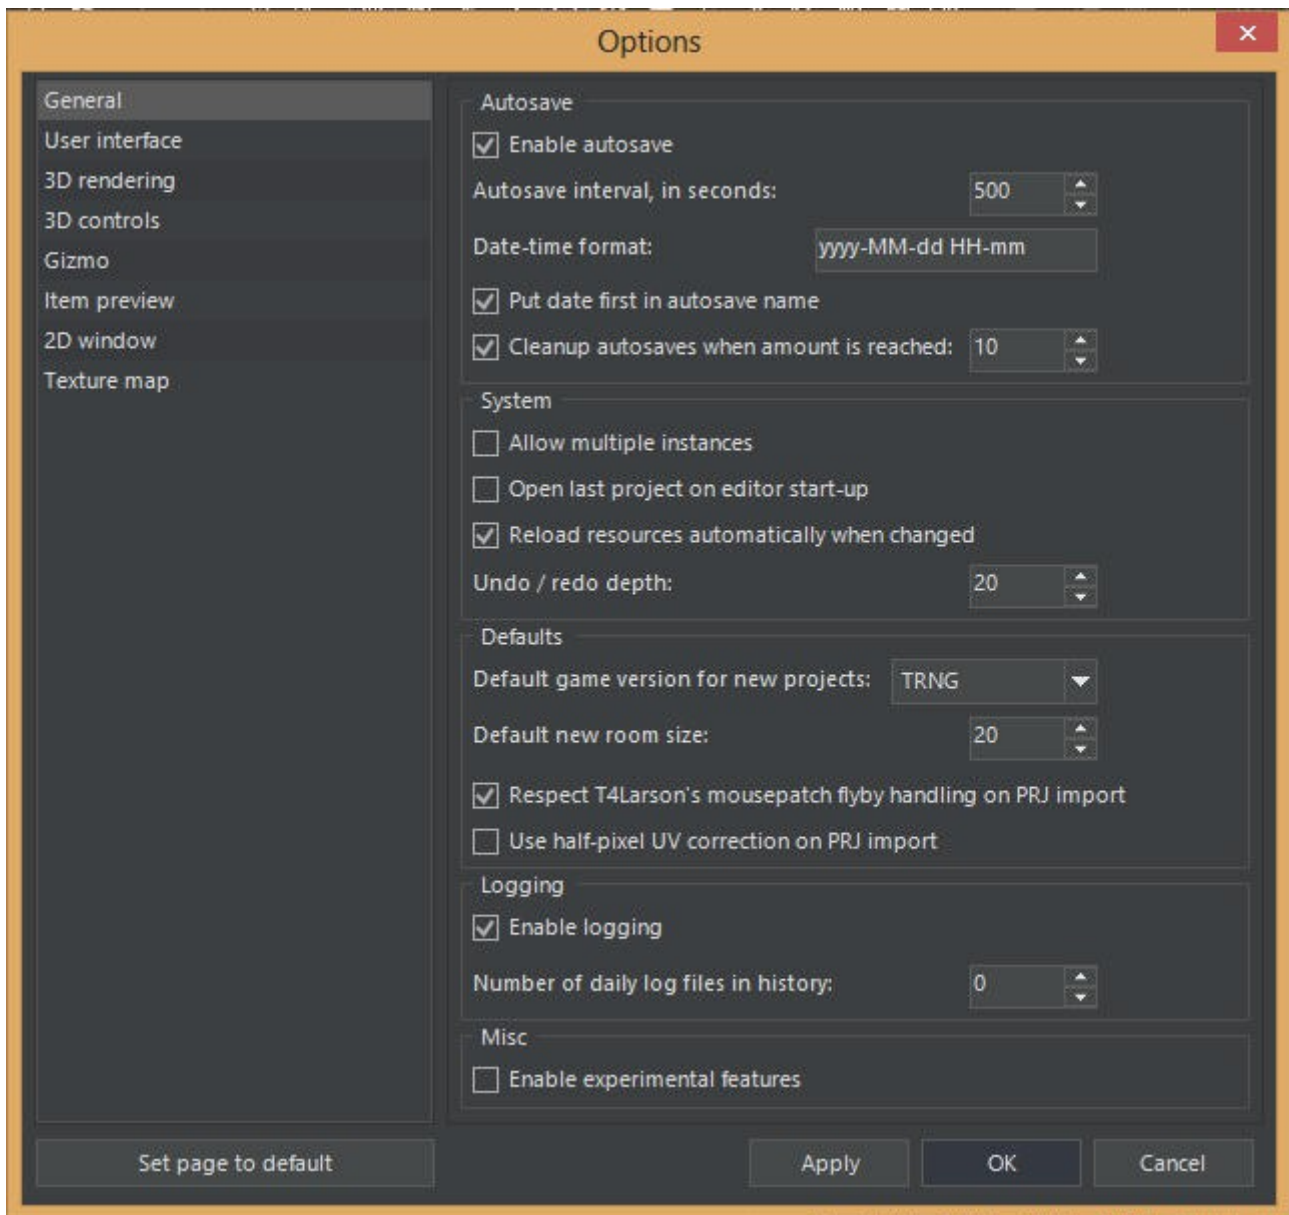 Options
General
User interface
3D rendering
3D controls
Gizmo
Item preview
2D window
Texture map
Autosave
Enable autosave
Autosave interval, in seconds: 500
Date-time format: yyyy-MM-dd HH-mm
Put date first in autosave name
Cleanup autosaves when amount is reached: 10
System
Allow multiple instances
Open last project on editor start-up
Reload resources automatically when changed
Undo / redo depth: 20
Defaults
Default game version for new projects: TRNG
Default new room size: 20
Respect T4Larson's mousepatch flyby handling on PRJ import
Use half-pixel UV correction on PRJ import
Logging
Enable logging
Number of daily log files in history: 0
Misc
Enable experimental features
Set page to default Apply OK Cancel